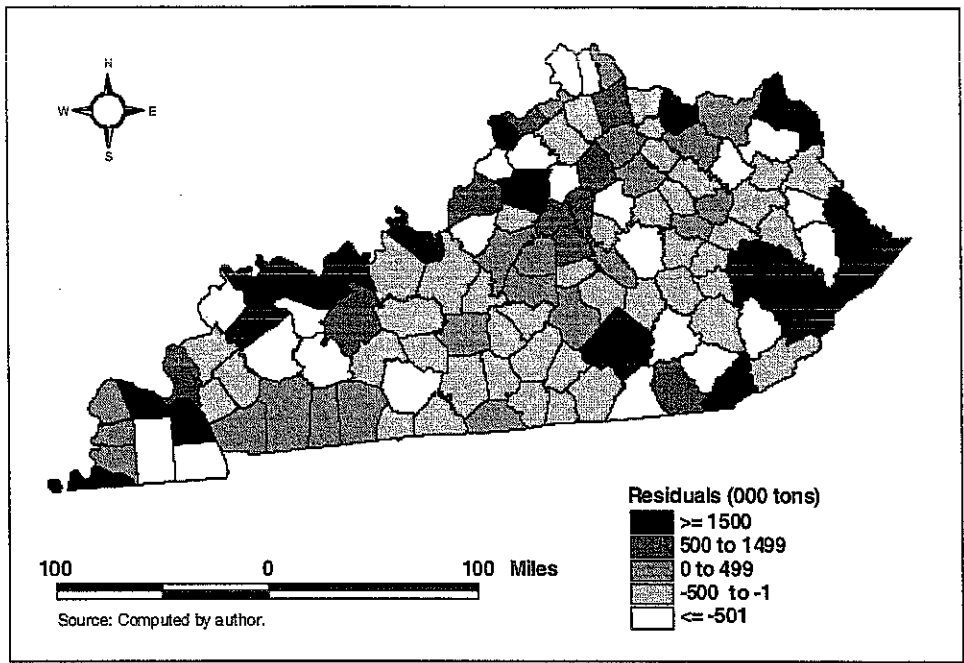 N
W E
S
Residuals (000 tons)
>= 1500
500 to 1499
0 to 499
-500 to -1
<= -501
100 0 100 Miles
Source: Computed by author.